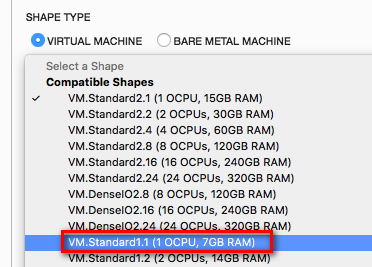 SHAPE TYPE
VIRTUAL MACHINE BARE METAL MACHINE
Select a Shape
Compatible Shapes
✓ VM.Standard2.1 (1 OCPU, 15GB RAM)
VM.Standard2.2 (2 OCPUs, 30GB RAM)
VM.Standard2.4 (4 OCPUs, 60GB RAM)
VM.Standard2.8 (8 OCPUs, 120GB RAM)
VM.Standard2.16 (16 OCPUs, 240GB RAM)
VM.Standard2.24 (24 OCPUs, 320GB RAM)
VM.DenseIO2.8 (8 OCPUs, 120GB RAM)
VM.DenseIO2.16 (16 OCPUs, 240GB RAM)
VM.DenseIO2.24 (24 OCPUs, 320GB RAM)
VM.Standard1.1 (1 OCPU, 7GB RAM)
VM.Standard1.2 (2 OCPUs, 14GB RAM)